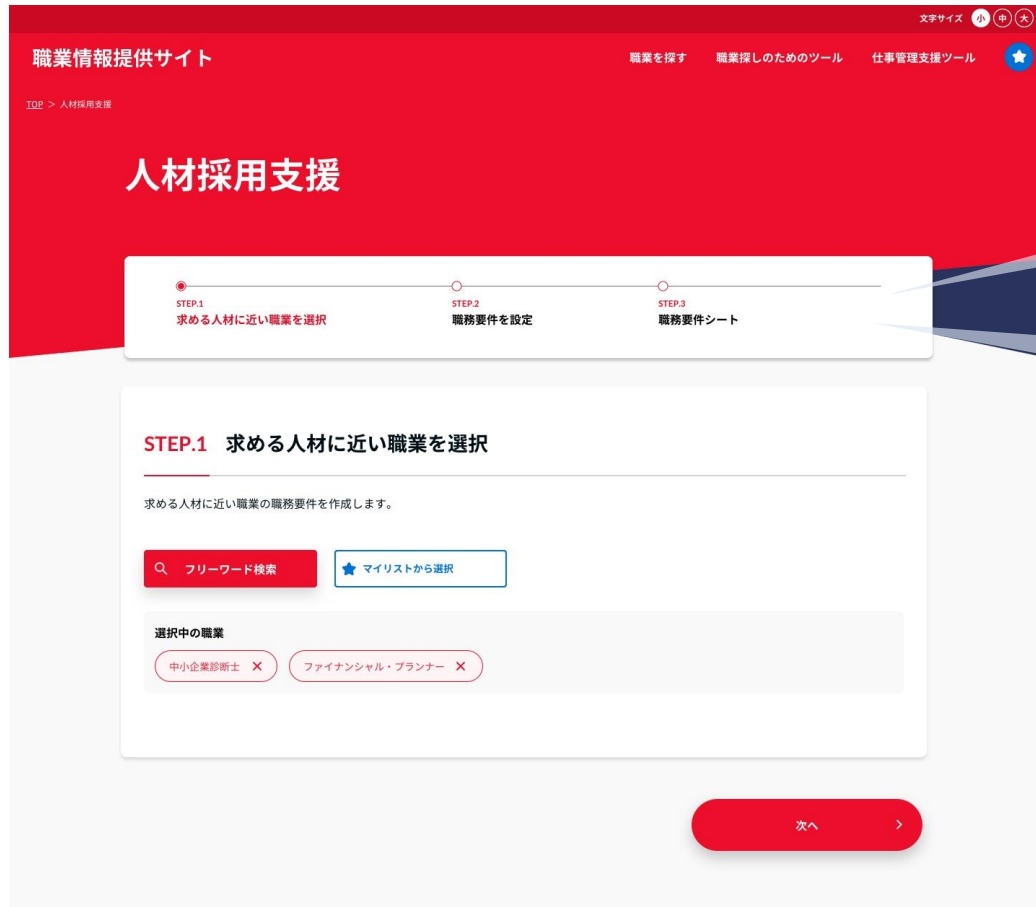 文字サイズ 小 中 大
職業情報提供サイト
職業を探す 職業探しのためのツール 仕事管理支援ツール
TOP > 人材採用支援
人材採用支援
STEP.1
求める人材に近い職業を選択
STEP.2
職務要件を設定
STEP.3
職務要件シート
STEP.1 求める人材に近い職業を選択
求める人材に近い職業の職務要件を作成します。
フリーワード検索
マイリストから選択
選択中の職業
中小企業診断士 ×
ファイナンシャル・プランナー ×
次へ